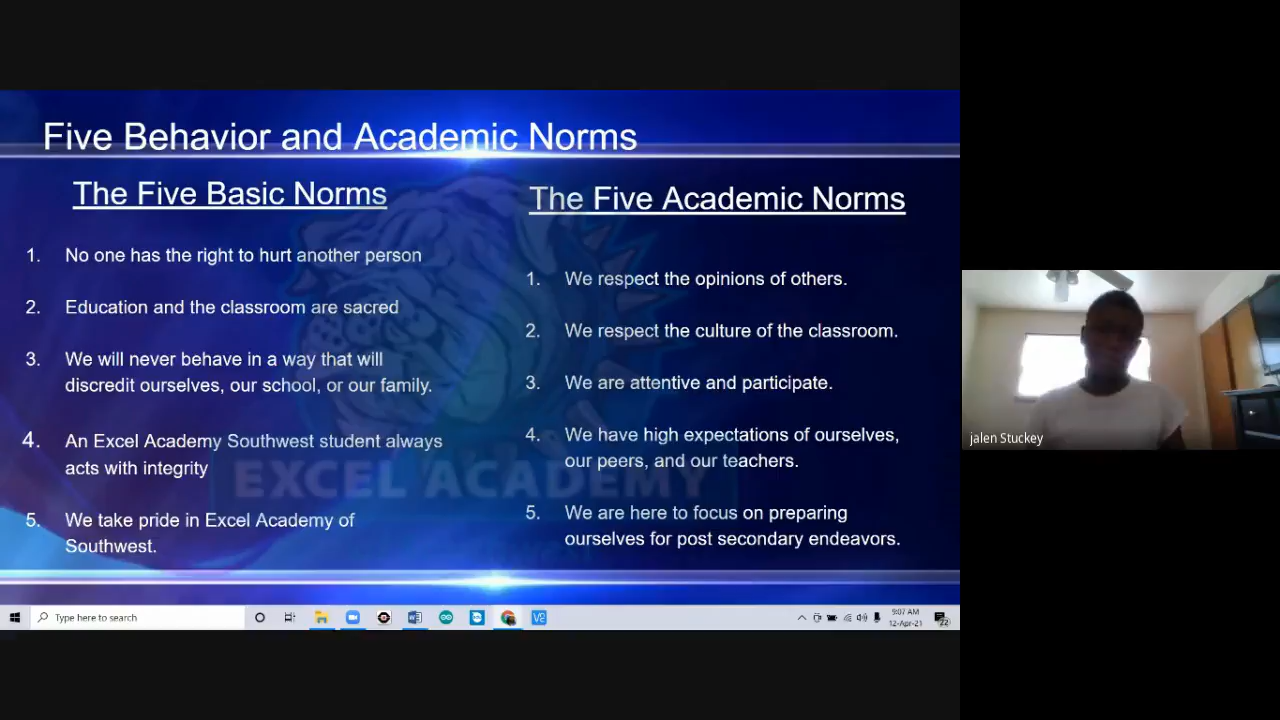 Five Behavior and Academic Norms
The Five Basic Norms
1. No one has the right to hurt another person
2. Education and the classroom are sacred
3. We will never behave in a way that will
discredit ourselves, our school, or our family.
4. An Excel Academy Southwest student always
acts with integrity
5. We take pride in Excel Academy of
Southwest.
The Five Academic Norms
1. We respect the opinions of others.
2. We respect the culture of the classroom.
3. We are attentive and participate.
4. We have high expectations of ourselves,
our peers, and our teachers.
5. We are here to focus on preparing
ourselves for post secondary endeavors.
EXCEL ACADEMY
jalen Stuckey
Type here to search
9:07 AM
12-Apr-21
22